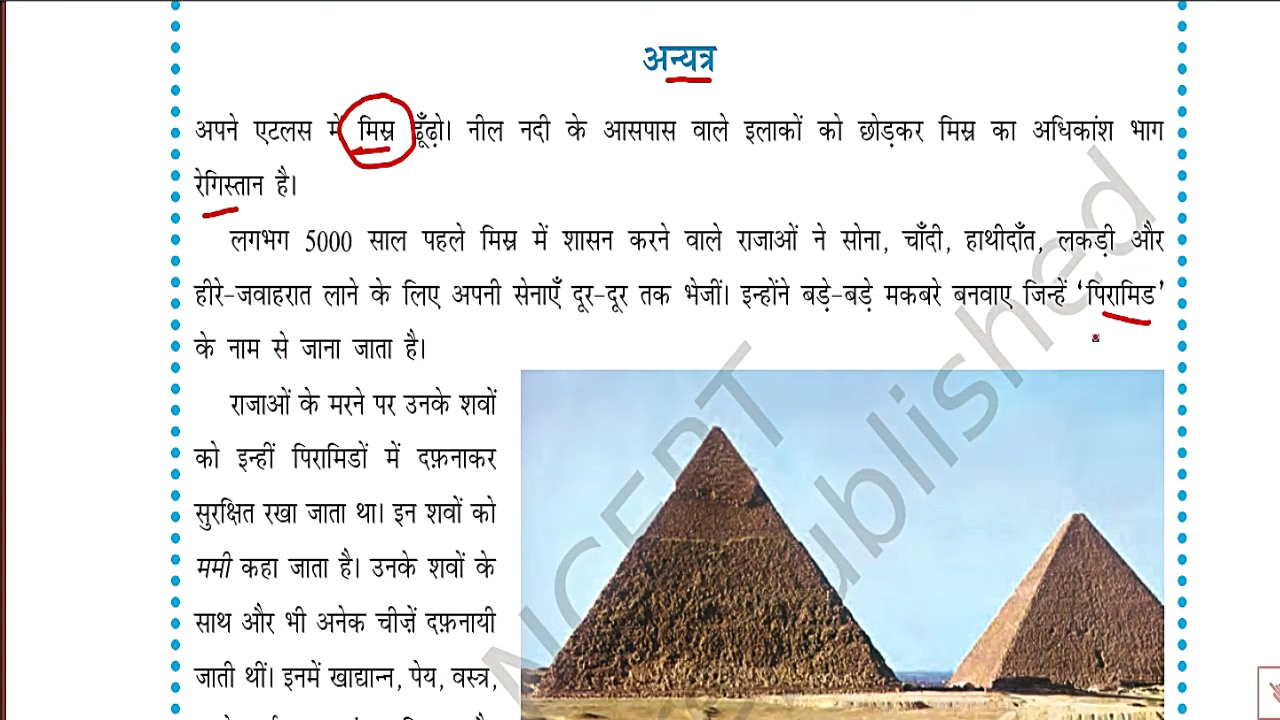 अन्यत्र
अपने एटलस में मिस्र ढूँढ़ो। नील नदी के आसपास वाले इलाकों को छोड़कर मिस्र का अधिकांश भाग
रेगिस्तान है।
लगभग 5000 साल पहले मिस्र में शासन करने वाले राजाओं ने सोना, चाँदी, हाथीदाँत, लकड़ी और
हीरे-जवाहरात लाने के लिए अपनी सेनाएँ दूर-दूर तक भेजीं। इन्होंने बड़े-बड़े मकबरे बनवाए जिन्हें ‘पिरामिड’
के नाम से जाना जाता है।
राजाओं के मरने पर उनके शवों
को इन्हीं पिरामिडों में दफ़नाकर
सुरक्षित रखा जाता था। इन शवों को
ममी कहा जाता है। उनके शवों के
साथ और भी अनेक चीज़ें दफ़नायी
जाती थीं। इनमें खाद्यान्न, पेय, वस्त्र,
NCERT
ublished